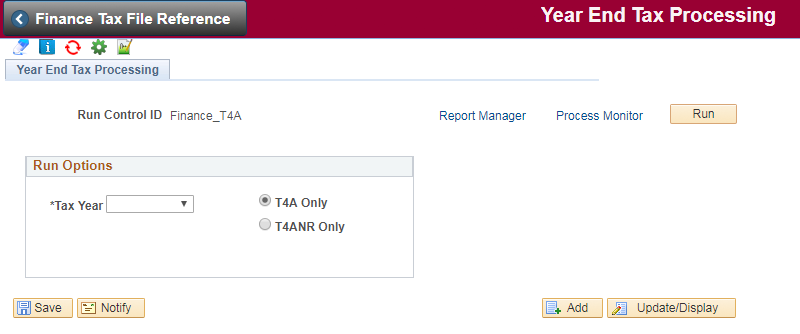 Finance Tax File Reference
Year End Tax Processing
Year End Tax Processing
Run Control ID Finance_T4A Report Manager Process Monitor Run
Run Options
*Tax Year T4A Only
T4ANR Only
Save Notify Add Update/Display